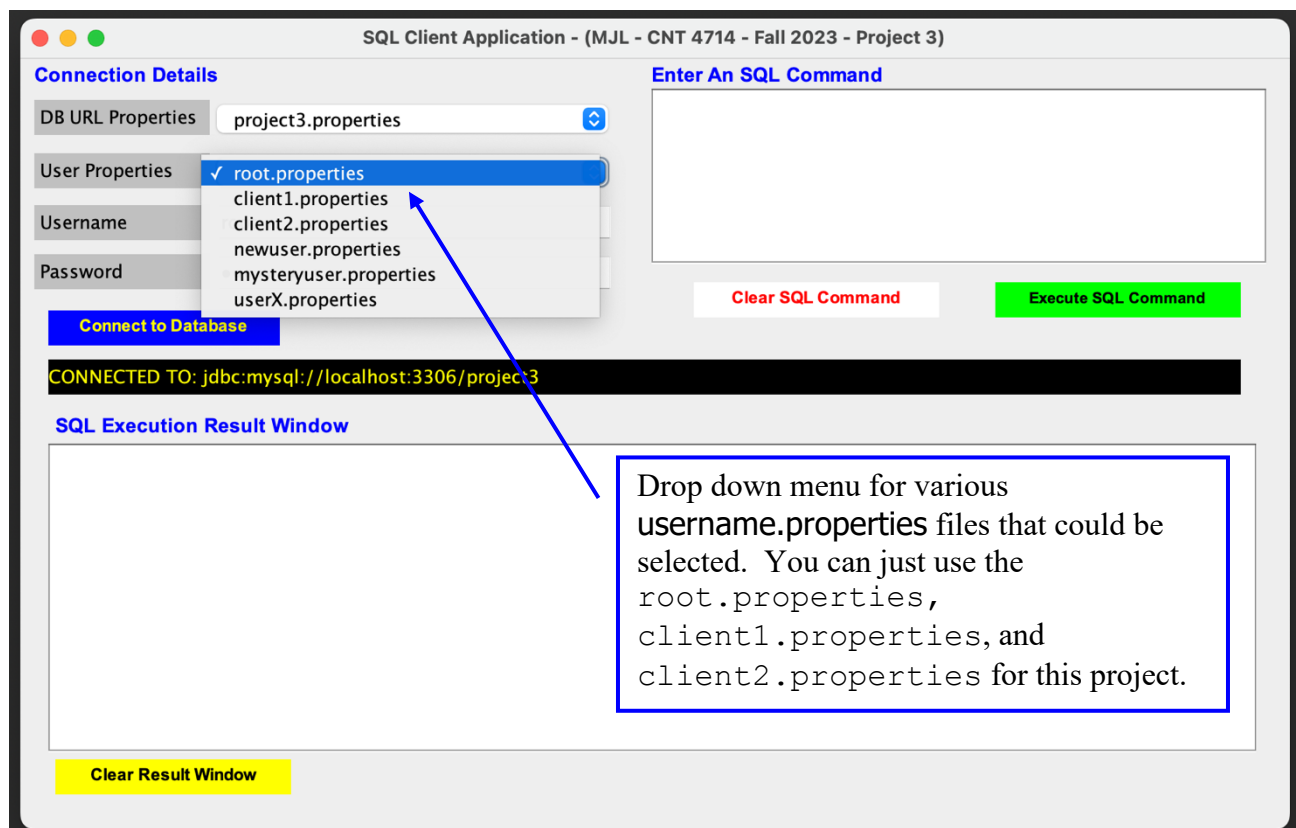 SQL Client Application - (MJL - CNT 4714 - Fall 2023 - Project 3)
Connection Details
DB URL Properties
project3.properties
User Properties
✓ root.properties
client1.properties
client2.properties
newuser.properties
mysteryuser.properties
userX.properties
Username
Password
Connect to Database
Enter An SQL Command
Clear SQL Command
Execute SQL Command
CONNECTED TO: jdbc:mysql://localhost:3306/project3
SQL Execution Result Window
Drop down menu for various
username.properties files that could be
selected. You can just use the
root.properties,
client1.properties, and
client2.properties for this project.
Clear Result Window